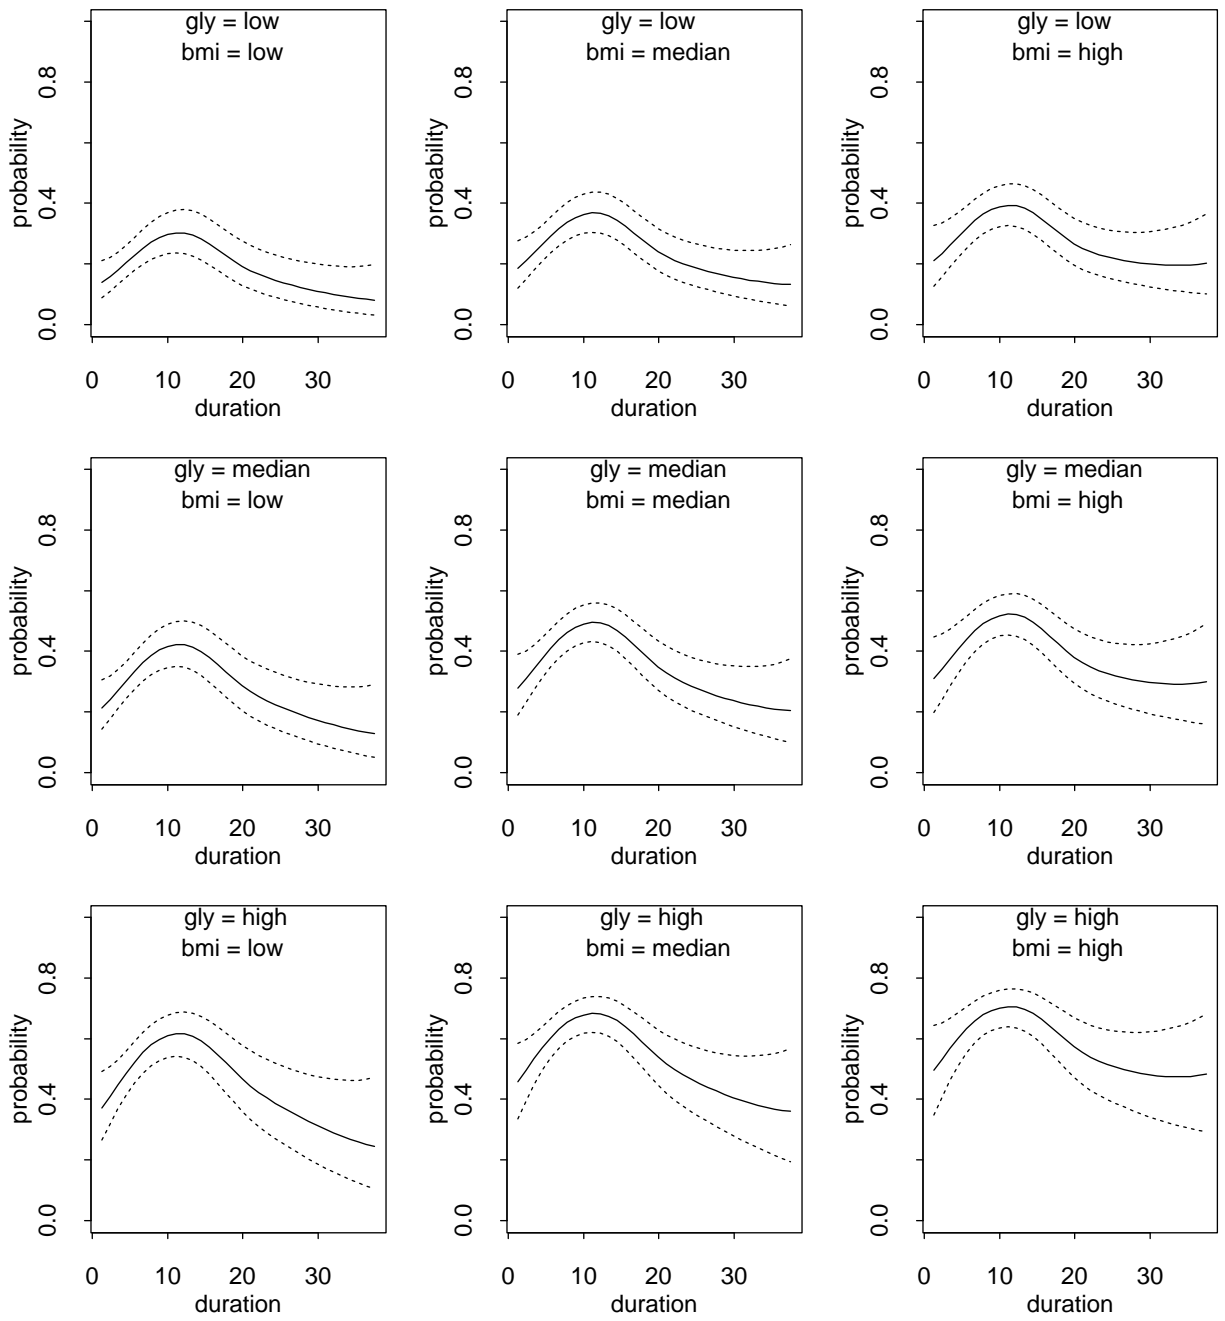 gly = low
bmi = low
probability
0.0 0.4 0.8
0 10 20 30
duration
gly = low
bmi = median
probability
0.0 0.4 0.8
0 10 20 30
duration
gly = low
bmi = high
probability
0.0 0.4 0.8
0 10 20 30
duration
gly = median
bmi = low
probability
0.0 0.4 0.8
0 10 20 30
duration
gly = median
bmi = median
probability
0.0 0.4 0.8
0 10 20 30
duration
gly = median
bmi = high
probability
0.0 0.4 0.8
0 10 20 30
duration
gly = high
bmi = low
probability
0.0 0.4 0.8
0 10 20 30
duration
gly = high
bmi = median
probability
0.0 0.4 0.8
0 10 20 30
duration
gly = high
bmi = high
probability
0.0 0.4 0.8
0 10 20 30
duration